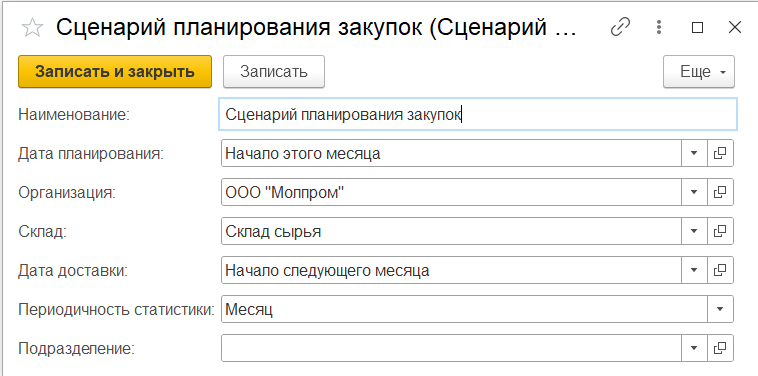 Сценарий планирования закупок (Сценарий ...
Записать и закрыть Записать Еще
Наименование: Сценарий планирования закупок
Дата планирования: Начало этого месяца
Организация: ООО "Молпром"
Склад: Склад сырья
Дата доставки: Начало следующего месяца
Периодичность статистики: Месяц
Подразделение: